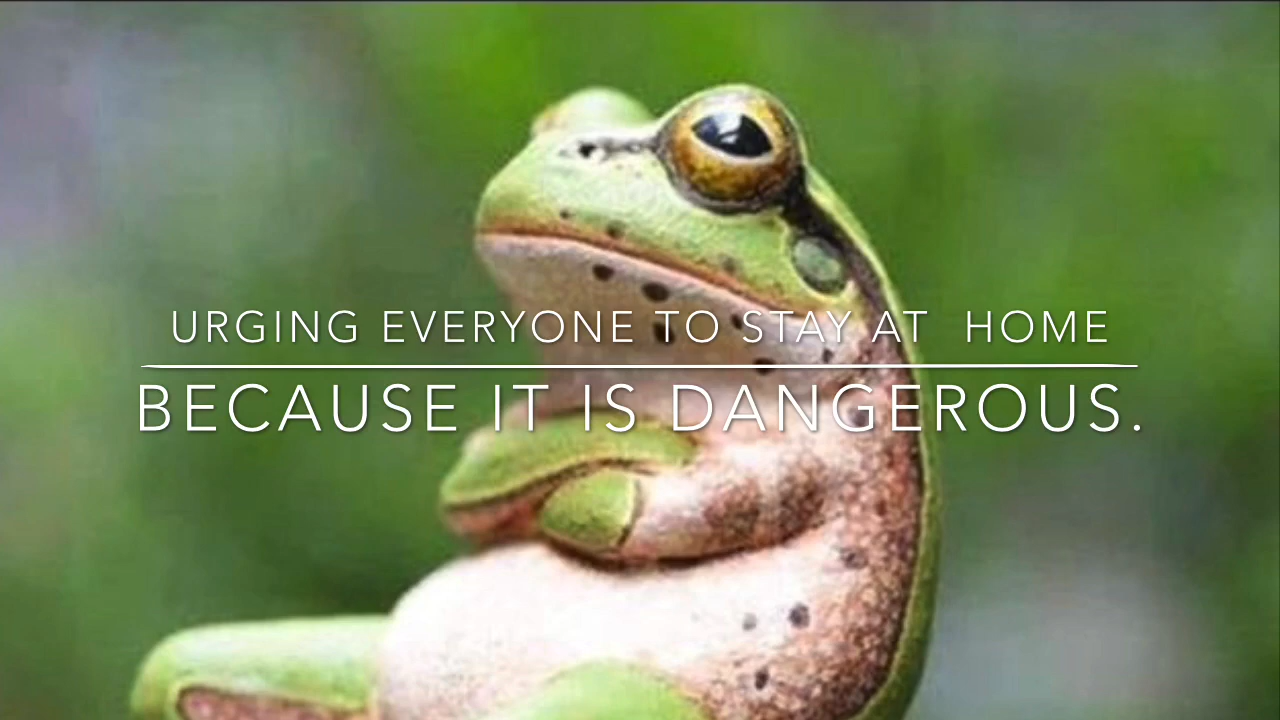 URGING EVERYONE TO STAY AT  HOME
BECAUSE IT IS DANGEROUS.